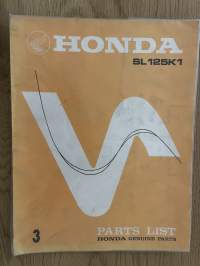 HONDA
SL125K1
3
PARTS LIST
HONDA GENUINE PARTS